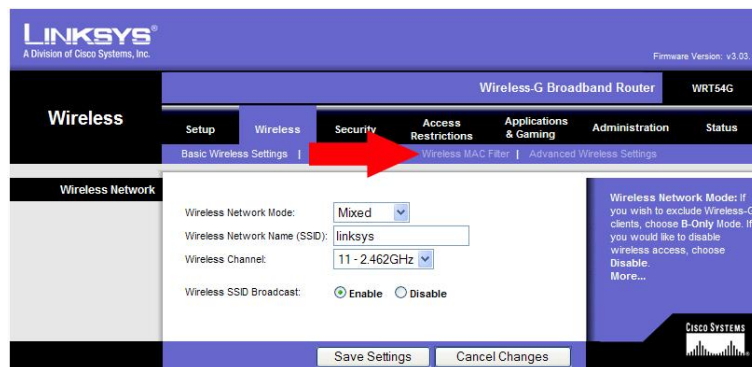 LINKSYS®
A Division of Cisco Systems, Inc.
Firmware Version: v3.03.
Wireless-G Broadband Router WRT54G
Wireless
Setup Wireless Security Access Restrictions Applications & Gaming Administration Status
Basic Wireless Settings | Wireless MAC Filter | Advanced Wireless Settings
Wireless Network
Wireless Network Mode: Mixed
Wireless Network Name (SSID): linksys
Wireless Channel: 11 - 2.462GHz
Wireless SSID Broadcast: Enable Disable
Wireless Network Mode: If
you wish to exclude Wireless-G
clients, choose B-Only Mode. If
you would like to disable
wireless access, choose
Disable.
More...
CISCO SYSTEMS
Save Settings Cancel Changes